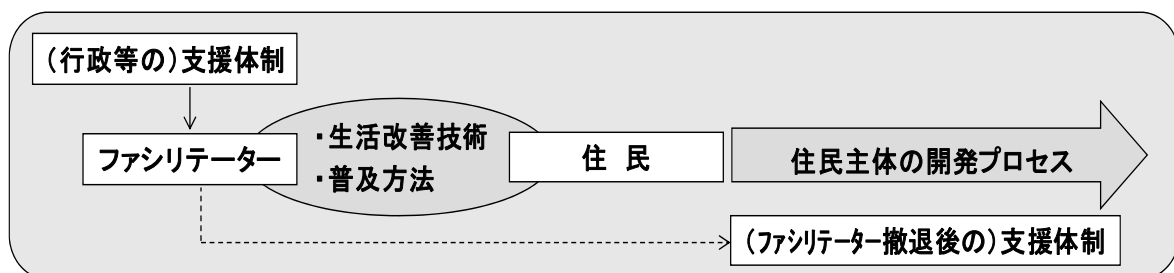 （行政等の）支援体制
ファシリテーター
・生活改善技術
・普及方法
住 民
住民主体の開発プロセス
（ファシリテーター撤退後の）支援体制